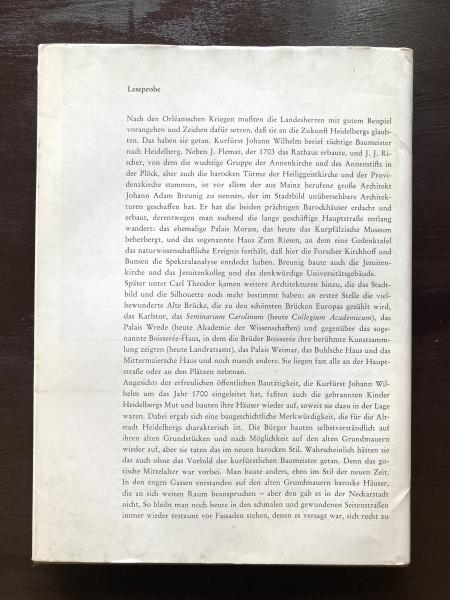 Leseprobe
Nach den Orléansschen Kriegen mußten die Landesherren mit gutem Beispiel
vorangehen und Zeichen dafür setzen, daß sie an die Zukunft Heidelbergs glaub-
ten. Das haben sie getan. Kurfürst Johann Wilhelm berief tüchtige Baumeister
nach Heidelberg. Neben J. Flemat, der 1703 das Rathaus erbaute, und J. J. Ri-
scher, von dem die wuchtige Gruppe der Annenkirche und des Annenstifts in
der Plöck, aber auch die barocken Türme der Heiliggeistkirche und der Provi-
denzkirche stammen, ist vor allem der aus Mainz berufene große Architekt
Johann Adam Breunig zu nennen, der im Stadtbild unübersehbare Architek-
turen geschaffen hat. Er hat die beiden prächtigen Barockhäuser erdacht und
erbaut, derentwegen man suchend die lange geschäftige Hauptstraße entlang
wandert: das ehemalige Palais Morass, das heute das Kurpfälzische Museum
beherbergt, und das sogenannte Haus Zum Riesen, an dem eine Gedenktafel
das naturwissenschaftliche Ereignis festhält, daß hier die Forscher Kirchhoff und
Bunsen die Spektralanalyse entdeckt haben. Breunig baute auch die Jesuiten-
kirche und das Jesuitenkolleg und das denkwürdige Universitätsgebäude.
Später unter Carl Theodor kamen weitere Architekturen hinzu, die das Stadt-
bild und die Silhouette noch mehr bestimmt haben: an erster Stelle die viel-
bewunderte Alte Brücke, die zu den schönsten Brücken Europas gezählt wird,
das Karlstor, das Seminarium Carolinum (heute Collegium Academicum), das
Palais Wrede (heute Akademie der Wissenschaften) und gegenüber das soge-
nannte Boisserée-Haus, in dem die Brüder Boisserée ihre berühmte Kunstsamm-
lung zeigten (heute Landratsamt), das Palais Weimar, das Buhlsche Haus und das
Mittermaiersche Haus und noch manch andere. Sie liegen fast alle an der Haupt-
straße oder an den Plätzen nebenan.
Angesichts der erfreulichen öffentlichen Bautätigkeit, die Kurfürst Johann Wil-
helm um das Jahr 1700 eingeleitet hat, faßten auch die gebrannten Kinder
Heidelbergs Mut und bauten ihre Häuser wieder auf, soweit sie dazu in der Lage
waren. Dabei ergab sich eine baugeschichtliche Merkwürdigkeit, die für die Alt-
stadt Heidelbergs charakteristisch ist. Die Bürger bauten selbstverständlich auf
ihren alten Grundstücken und nach Möglichkeit auf den alten Grundmauern
wieder auf, aber sie taten das im neuen barocken Stil. Wahrscheinlich hätten sie
das auch ohne das Vorbild der kurfürstlichen Baumeister getan. Denn das go-
tische Mittelalter war vorbei. Man baute anders, eben im Stil der neuen Zeit.
In den engen Gassen entstanden auf den alten Grundmauern barocke Häuser,
die an sich weiten Raum beanspruchen – aber den gab es in der Neckarstadt
nicht. So bleibt man noch heute in den schmalen und gewundenen Seitenstraßen
immer wieder erstaunt vor Fassaden stehen, denen es versagt war, sich recht zu